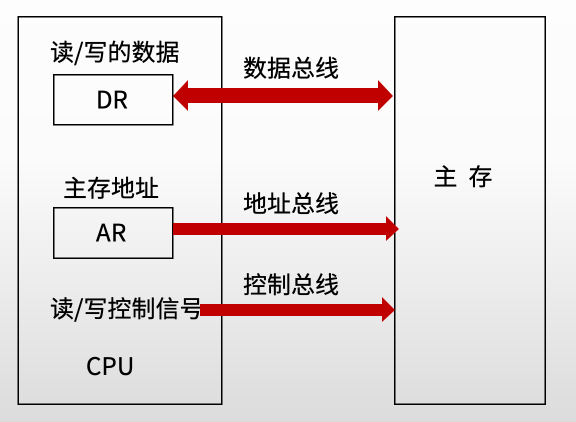 读/写的数据
DR
数据总线
主存地址
AR
地址总线
主 存
读/写控制信号
控制总线
CPU